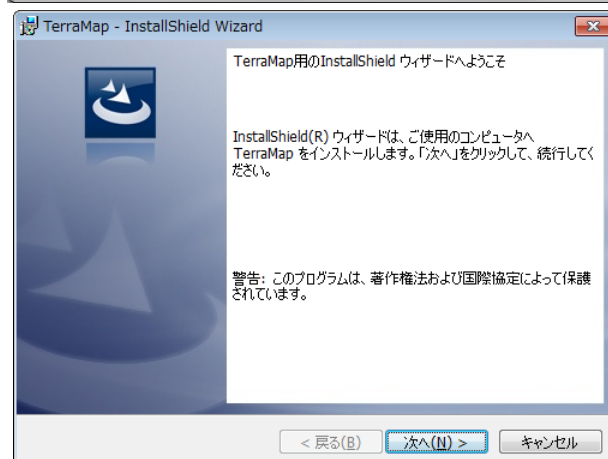 TerraMap - InstallShield Wizard
TerraMap用のInstallShield ウィザードへようこそ
InstallShield(R) ウィザードは、ご使用のコンピュータへ
TerraMap をインストールします。「次へ」をクリックして、続行してく
ださい。
警告: このプログラムは、著作権法および国際協定によって保護
されています。
< 戻る(B)
次へ(N) >
キャンセル